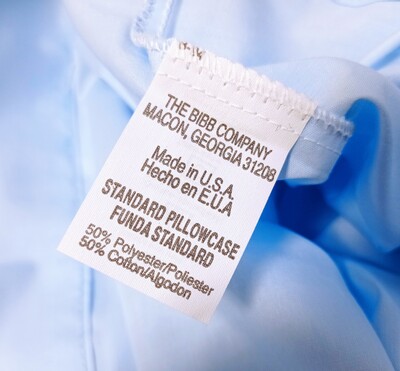 THE BIBB COMPANY
MACON, GEORGIA 31208
Made in U.S.A.
Hecho en E.U.A
STANDARD PILLOWCASE
FUNDA STANDARD
50% Polyester/Poliester
50% Cotton/Algodon